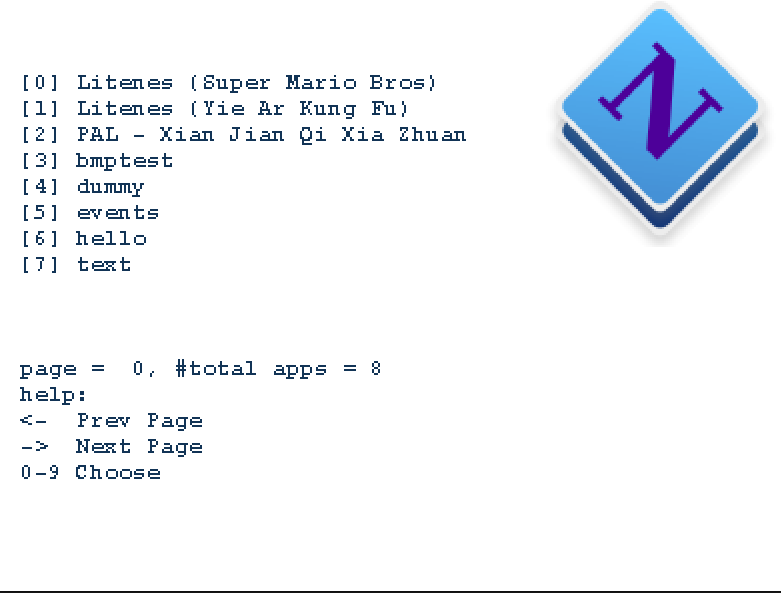 [0] Litenes (Super Mario Bros)
[1] Litenes (Yie Ar Kung Fu)
[2] PAL - Xian Jian Qi Xia Zhuan
[3] bmptest
[4] dummy
[5] events
[6] hello
[7] text
N
page =  0, #total apps = 8
help:
<-  Prev Page
->  Next Page
0-9 Choose